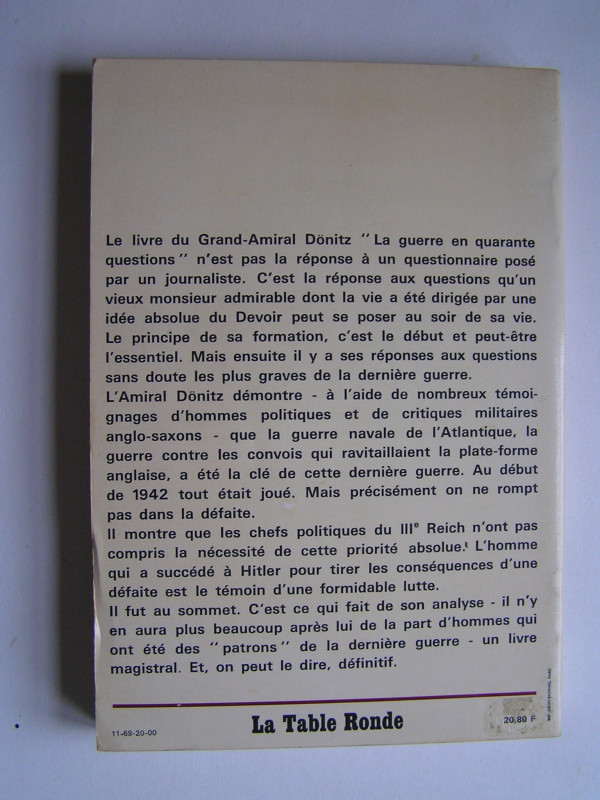 Le livre du Grand-Amiral Dönitz " La guerre en quarante
questions " n'est pas la réponse à un questionnaire posé
par un journaliste. C'est la réponse aux questions qu'un
vieux monsieur admirable dont la vie a été dirigée par une
idée absolue du Devoir peut se poser au soir de sa vie.
Le principe de sa formation, c'est le début et peut-être
l'essentiel. Mais ensuite il y a ses réponses aux questions
sans doute les plus graves de la dernière guerre.
L'Amiral Dönitz démontre - à l'aide de nombreux témoi-
gnages d'hommes politiques et de critiques militaires
anglo-saxons - que la guerre navale de l'Atlantique, la
guerre contre les convois qui ravitaillaient la plate-forme
anglaise, a été la clé de cette dernière guerre. Au début
de 1942 tout était joué. Mais précisément on ne rompt
pas dans la défaite.
Il montre que les chefs politiques du IIIe Reich n'ont pas
compris la nécessité de cette priorité absolue. L'homme
qui a succédé à Hitler pour tirer les conséquences d'une
défaite est le témoin d'une formidable lutte.
Il fut au sommet. C'est ce qui fait de son analyse - il n'y
en aura plus beaucoup après lui de la part d'hommes qui
ont été des " patrons " de la dernière guerre - un livre
magistral. Et, on peut le dire, définitif.
11-69-20-00
La Table Ronde
20,80 F